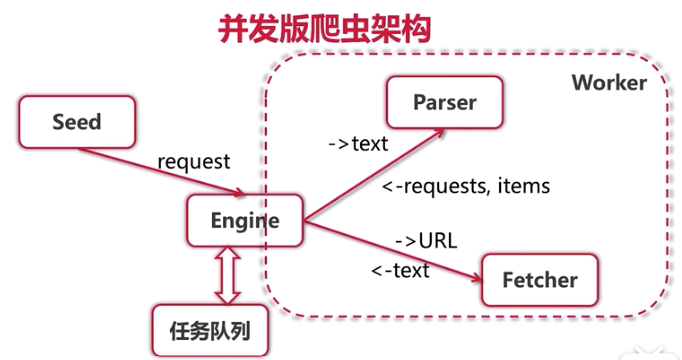 并发版爬虫架构
Worker
Seed
Parser
request
->text
<-requests, items
Engine
->URL
<-text
Fetcher
任务队列